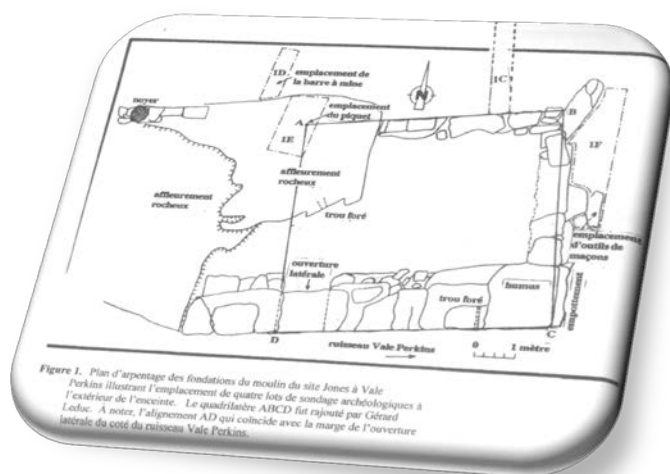 1D
emplacement de
la barre à mine
1C
noyer
N
emplacement
du piquet
A
B
1E
1F
affleurement
rocheux
affleurement
rocheux
trou foré
emplacement
d'outils de
maçons
ouverture
latérale
trou foré
humus
empattement
D
C
ruisseau Vale Perkins
0 1 mètre
Figure 1. Plan d'arpentage des fondations du moulin du site Jones à Vale
Perkins illustrant l'emplacement de quatre lots de sondage archéologiques à
l'extérieur de l'enceinte. Le quadrilatère ABCD fut rajouté par Gérard
Leduc. À noter, l'alignement AD qui coïncide avec la marge de l'ouverture
latérale du coté du ruisseau Vale Perkins.